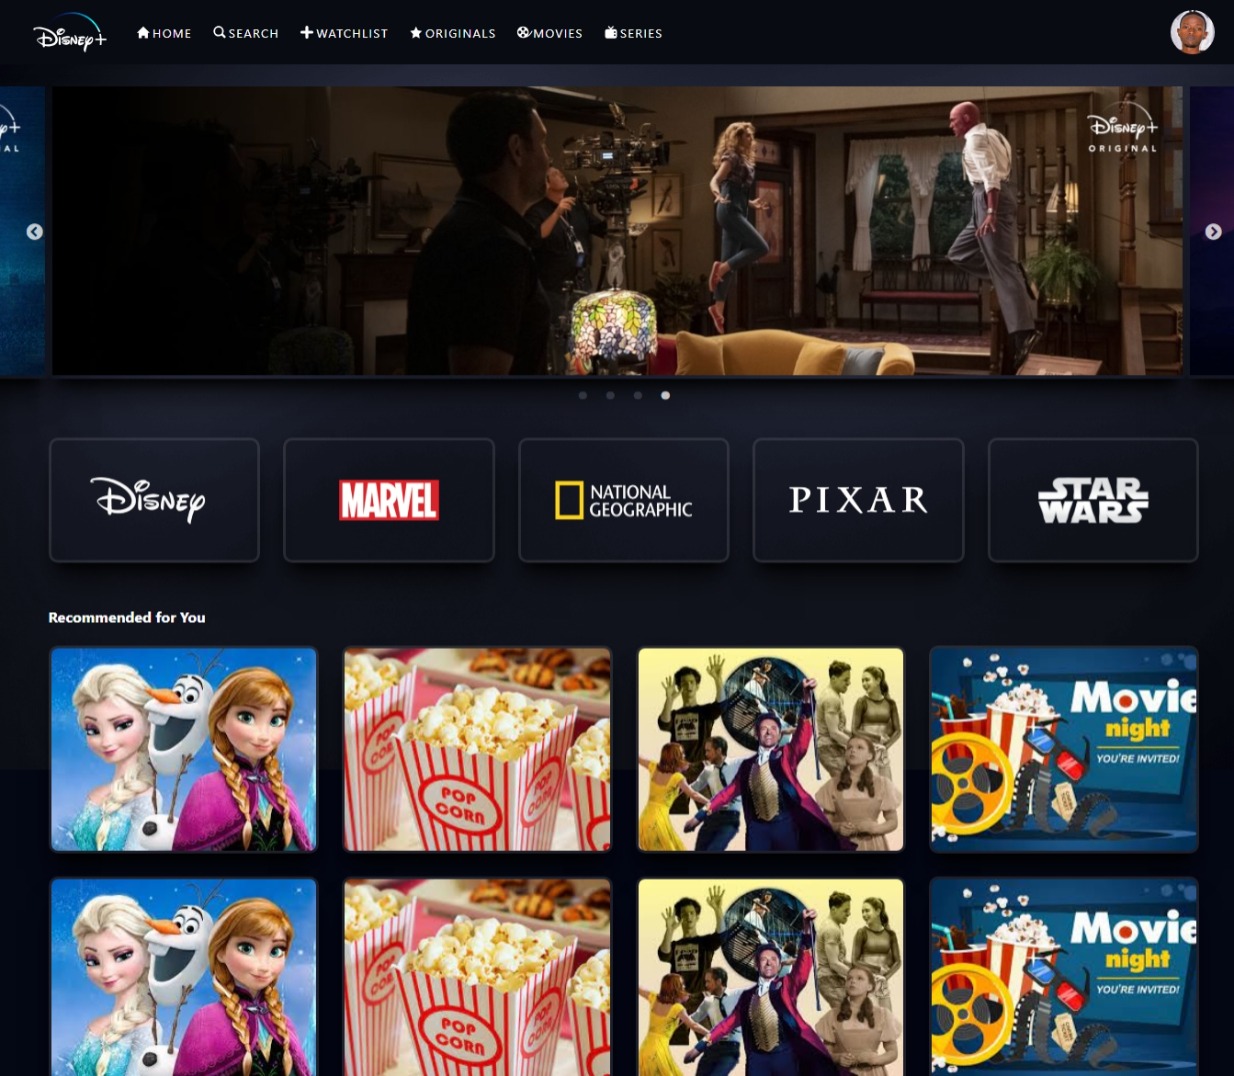 Disney+
HOME
SEARCH
WATCHLIST
ORIGINALS
MOVIES
SERIES
Disney+
ORIGINAL
Disney
MARVEL
NATIONAL
GEOGRAPHIC
PIXAR
STAR
WARS
Recommended for You
POP
CORN
Movie
night
YOU'RE INVITED!
POP
CORN
Movie
night
YOU'RE INVITED!